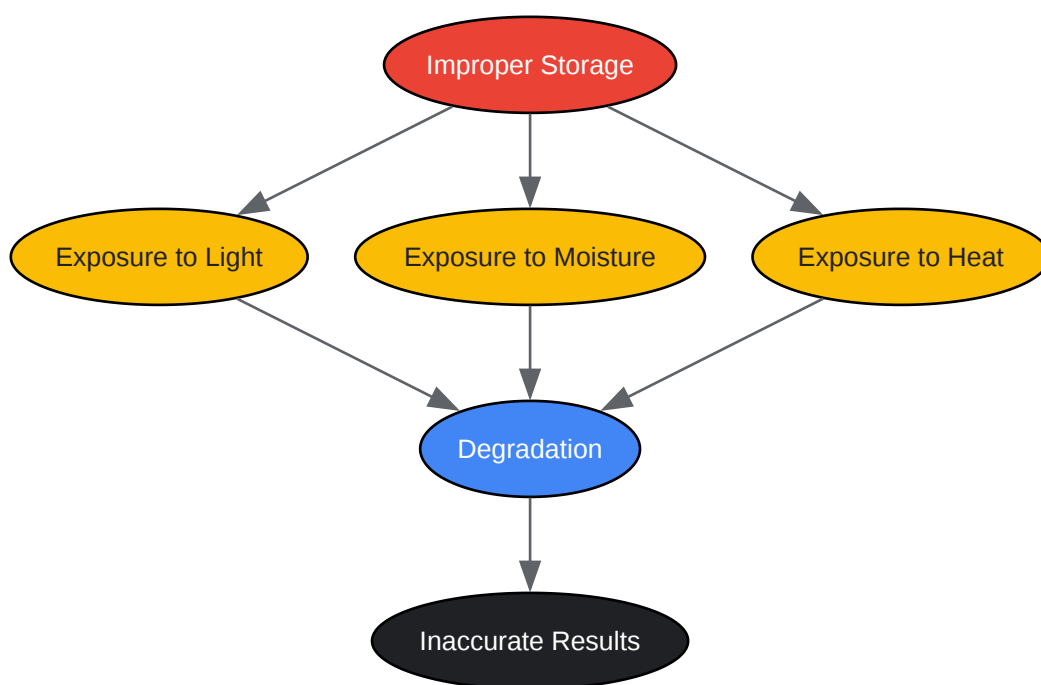 Improper Storage
Exposure to Light
Exposure to Moisture
Exposure to Heat
Degradation
Inaccurate Results